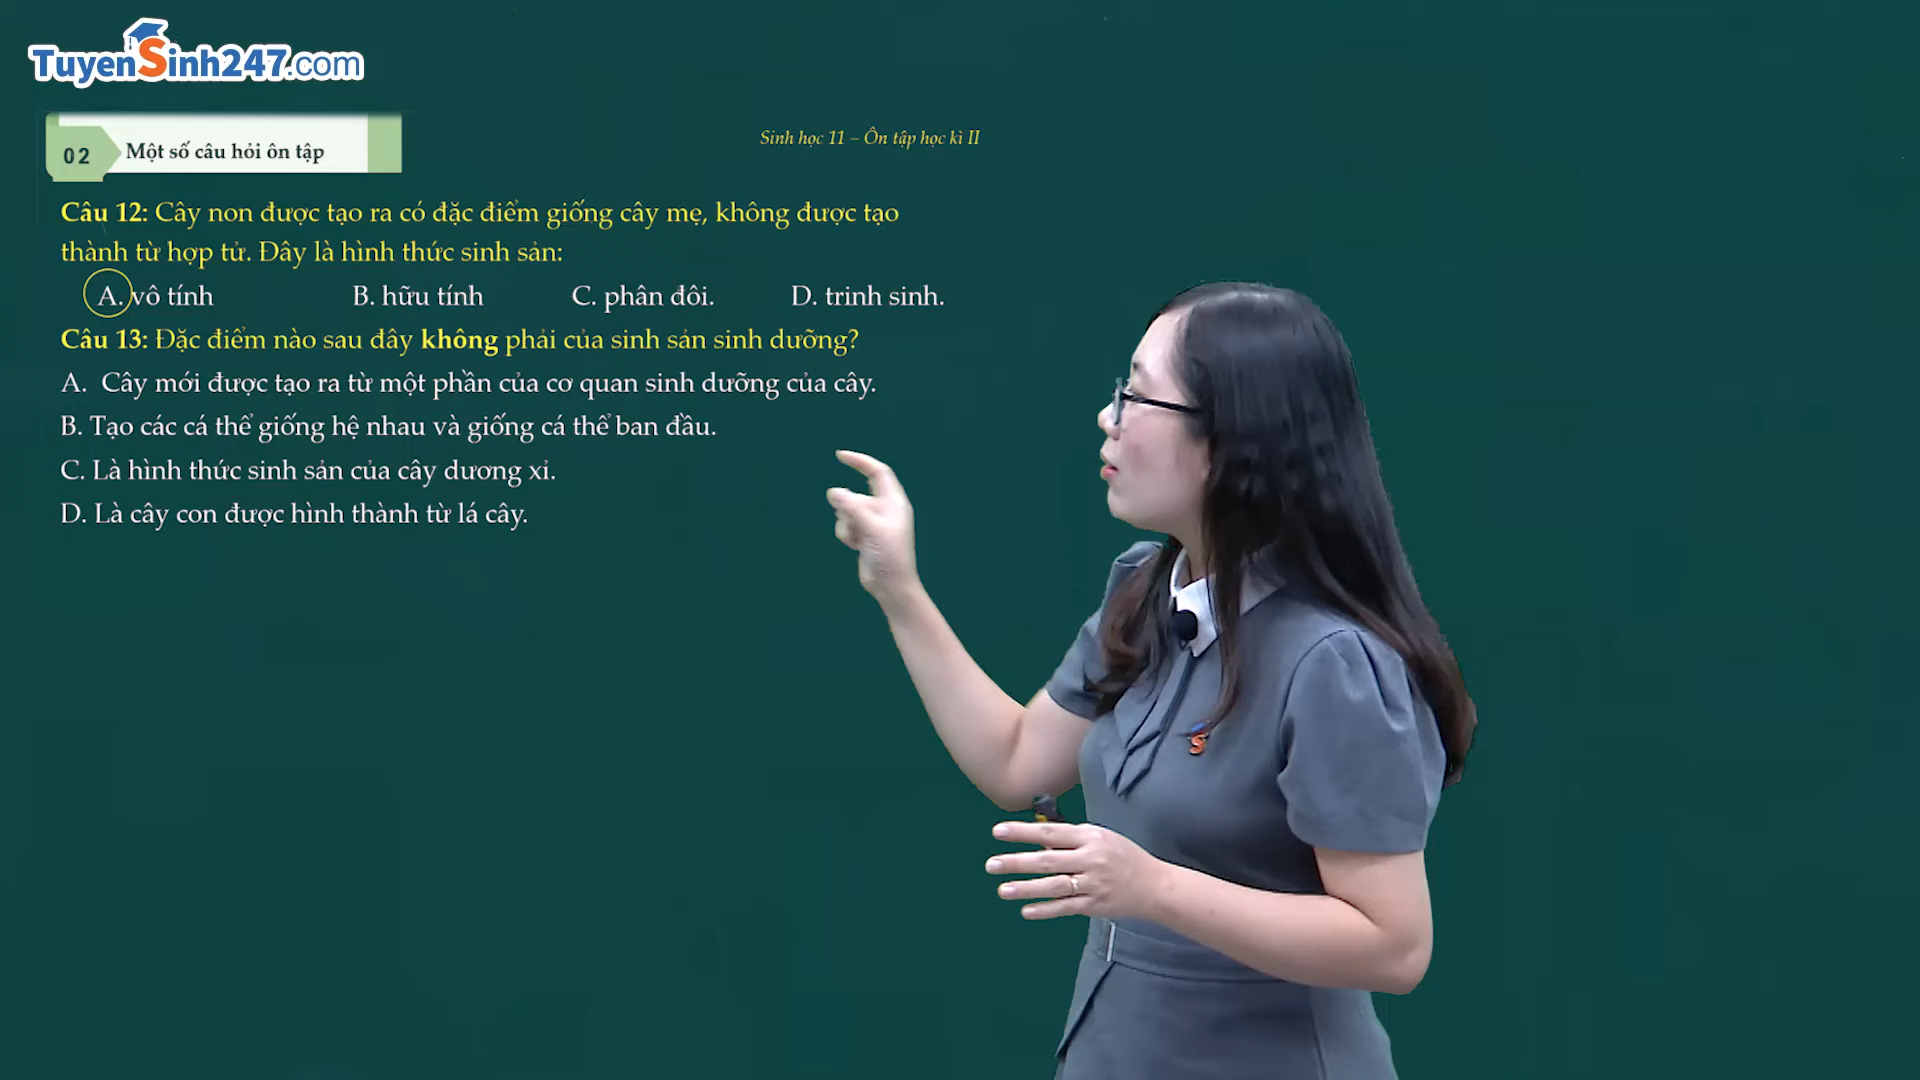 TuyenSinh247.com
02 Một số câu hỏi ôn tập
Sinh học 11 – Ôn tập học kì II
Câu 12: Cây non được tạo ra có đặc điểm giống cây mẹ, không được tạo
thành từ hợp tử. Đây là hình thức sinh sản:
A. vô tính B. hữu tính C. phân đôi. D. trinh sinh.
Câu 13: Đặc điểm nào sau đây không phải của sinh sản sinh dưỡng?
A. Cây mới được tạo ra từ một phần của cơ quan sinh dưỡng của cây.
B. Tạo các cá thể giống hệ nhau và giống cá thể ban đầu.
C. Là hình thức sinh sản của cây dương xỉ.
D. Là cây con được hình thành từ lá cây.
S